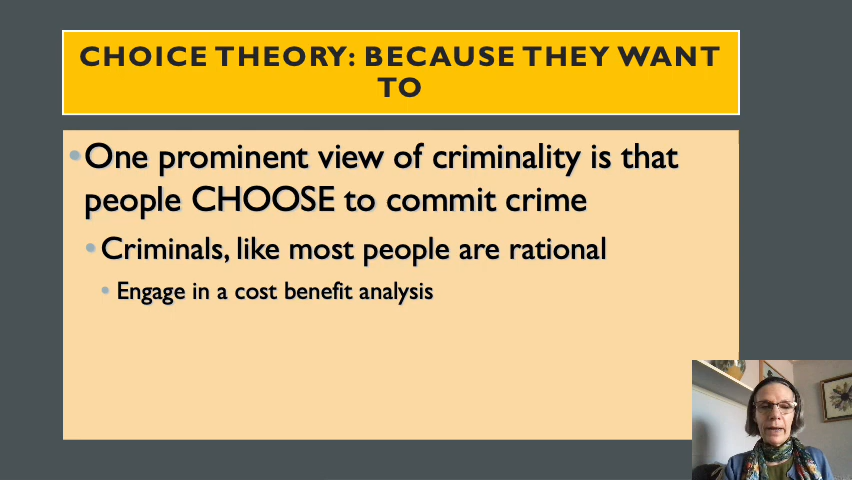 CHOICE THEORY: BECAUSE THEY WANT
TO
•One prominent view of criminality is that
people CHOOSE to commit crime
•Criminals, like most people are rational
•Engage in a cost benefit analysis